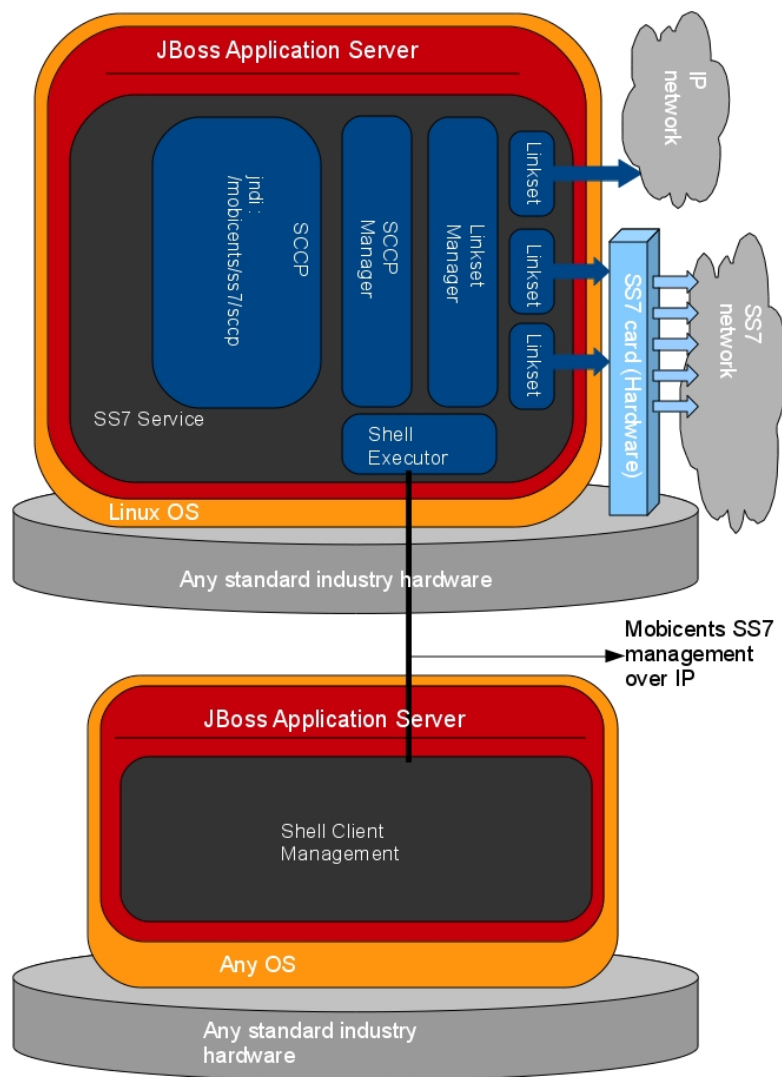 JBoss Application Server
IP
network
SCCP
jndi :
/mobicents/ss7/sccp
SCCP
Manager
Linkset
Manager
Linkset
Linkset
Linkset
SS7 card (Hardware)
SS7
network
SS7 Service
Shell
Executor
Linux OS
Any standard industry hardware
Mobicents SS7
management
over IP
JBoss Application Server
Shell Client
Management
Any OS
Any standard industry
hardware